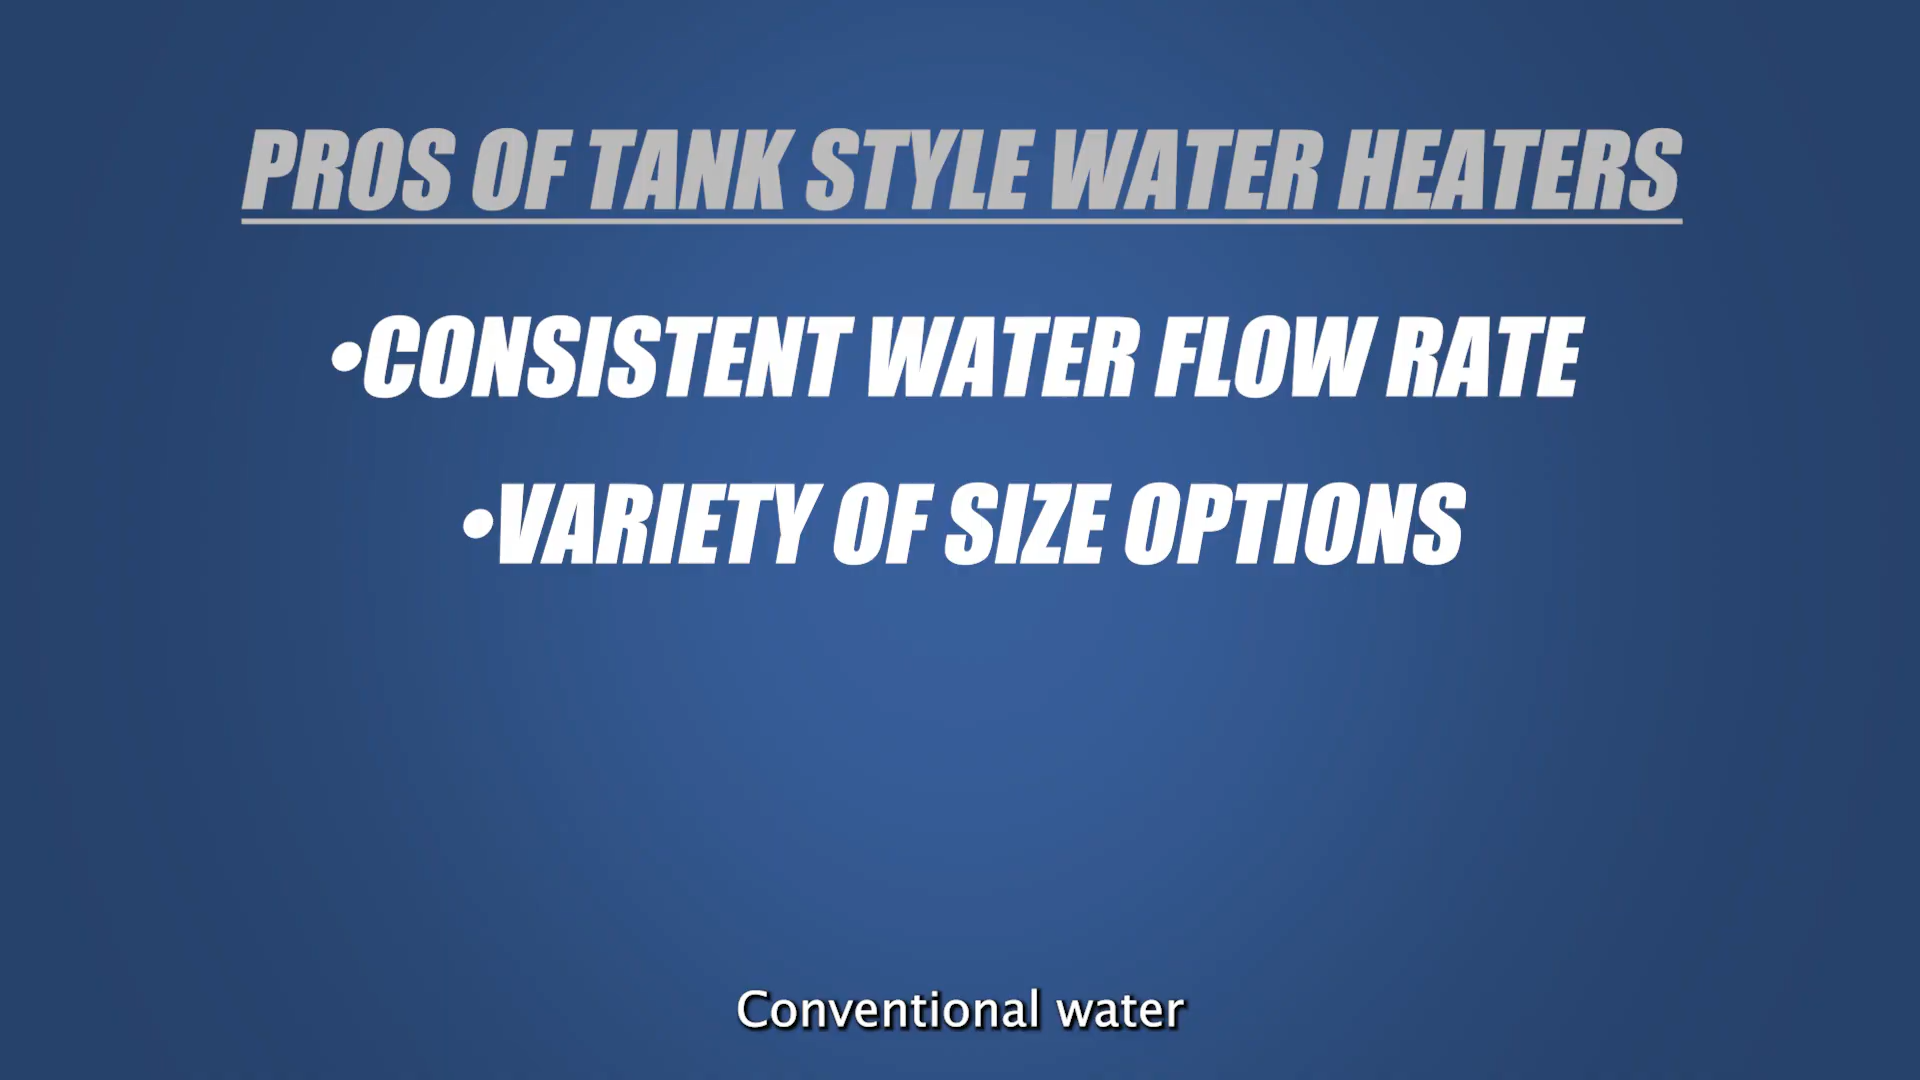 PROS OF TANK STYLE WATER HEATERS
•CONSISTENT WATER FLOW RATE
•VARIETY OF SIZE OPTIONS
Conventional water